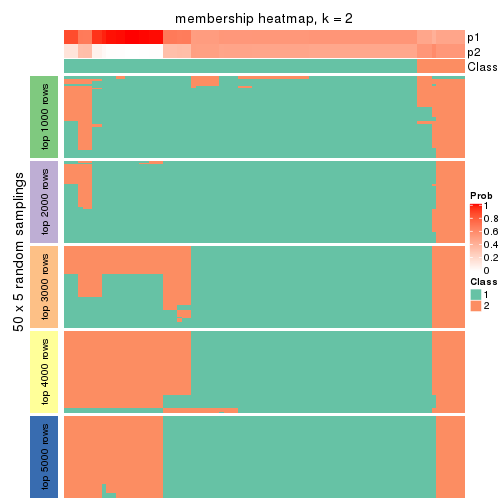 membership heatmap, k = 2
p1
p2
Class
50 x 5 random samplings
top 1000 rows
top 2000 rows
top 3000 rows
top 4000 rows
top 5000 rows
Prob
1
0.8
0.6
0.4
0.2
0
Class
1
2